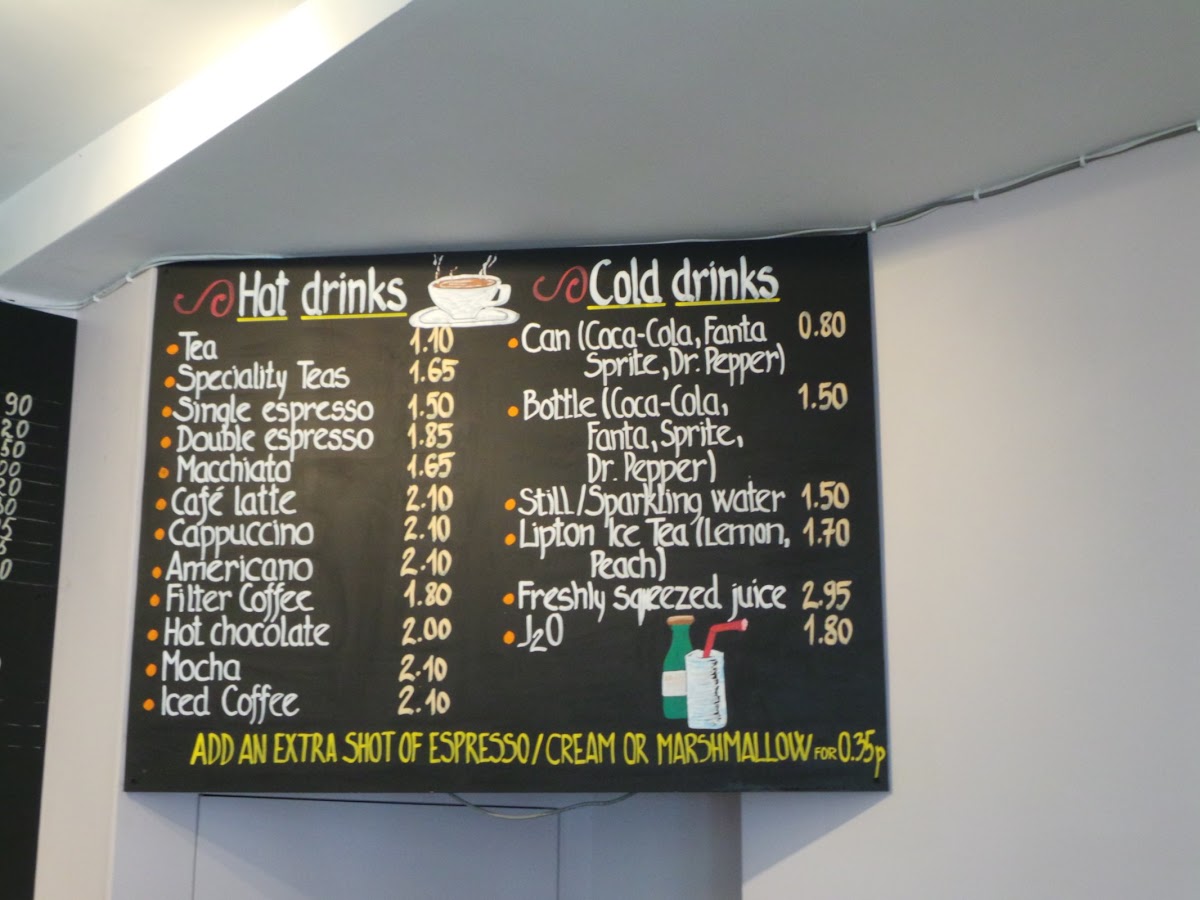 Hot drinks
Tea 1.10
Speciality Teas 1.65
Single espresso 1.50
Double espresso 1.85
Macchiato 1.65
Café latte 2.10
Cappuccino 2.10
Americano 2.10
Filter Coffee 1.80
Hot chocolate 2.00
Mocha 2.10
Iced Coffee 2.10
Cold drinks
Can (Coca-Cola, Fanta 0.80
Sprite, Dr. Pepper)
Bottle (Coca-Cola, 1.50
Fanta, Sprite,
Dr. Pepper)
Still/Sparkling water 1.50
Lipton Ice Tea (Lemon, 1.70
Peach)
Freshly sqeezed juice 2.95
J2O 1.80
ADD AN EXTRA SHOT OF ESPRESSO/CREAM OR MARSHMALLOW FOR 0.35p
90